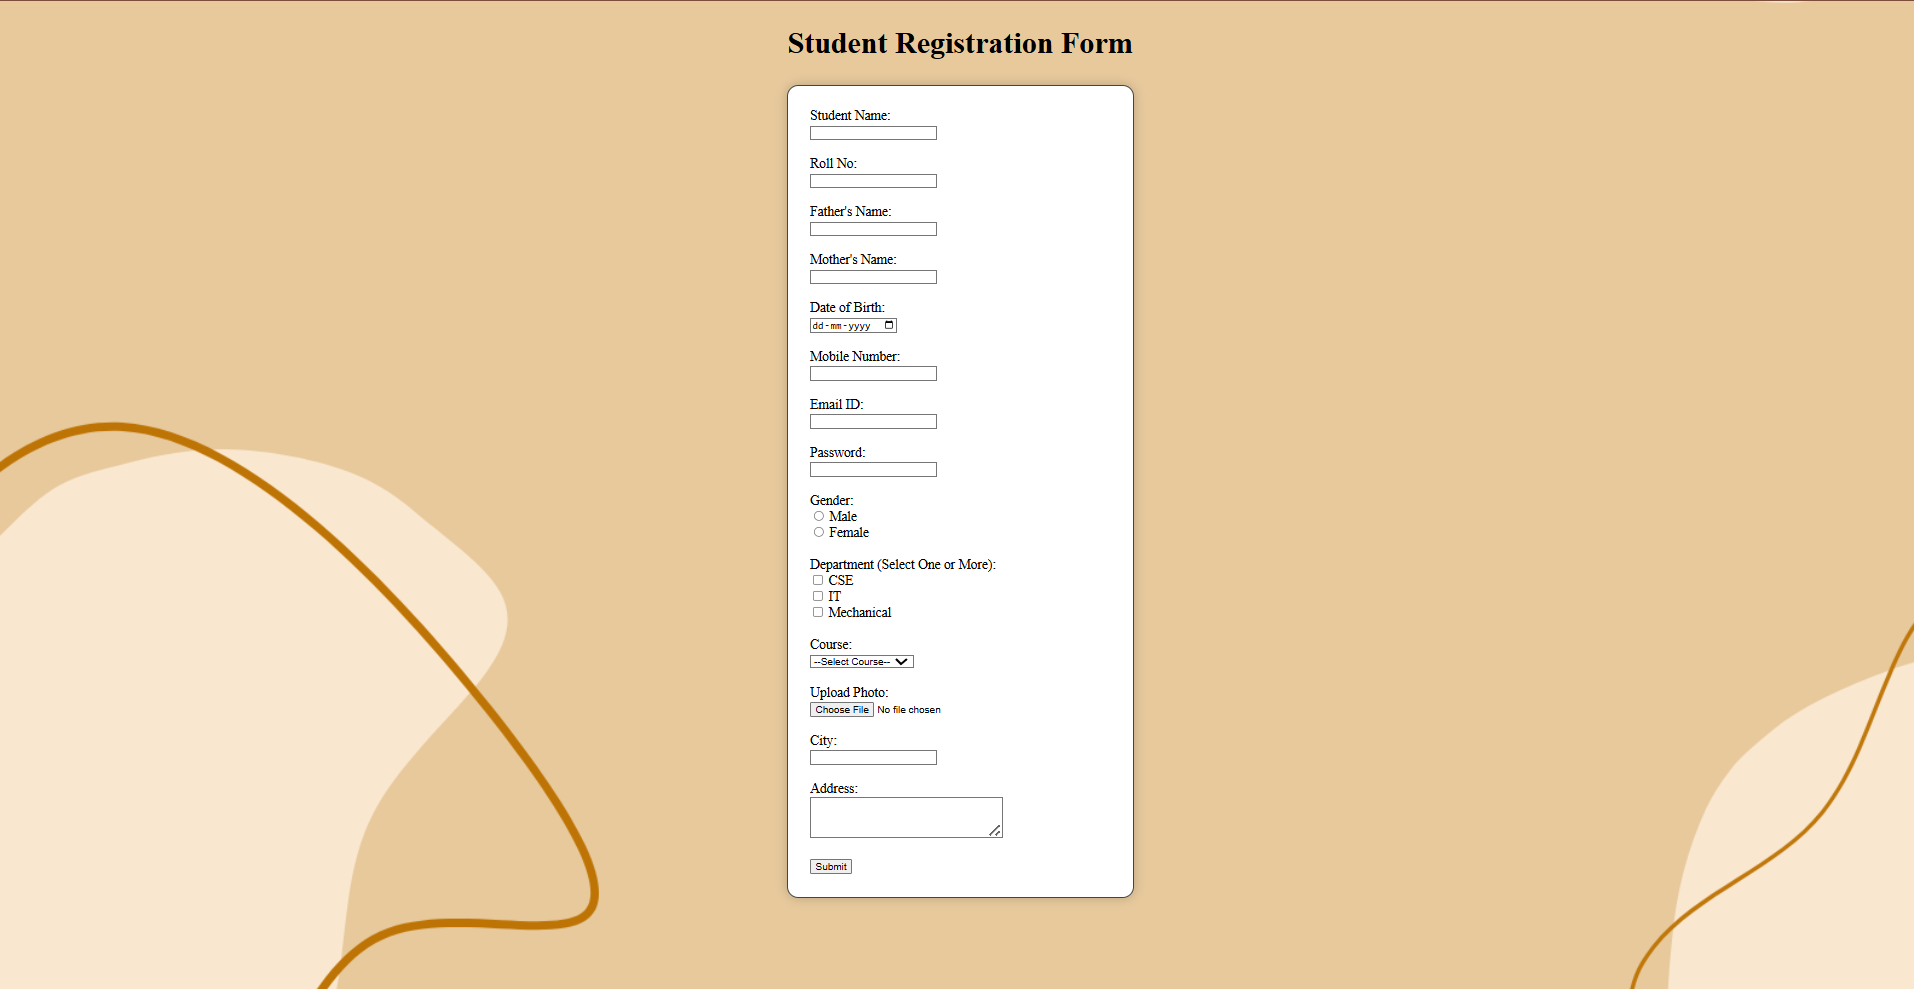 Student Registration Form
Student Name:
Roll No:
Father's Name:
Mother's Name:
Date of Birth:
dd-mm-yyyy
Mobile Number:
Email ID:
Password:
Gender:
Male
Female
Department (Select One or More):
CSE
IT
Mechanical
Course:
--Select Course--
Upload Photo:
Choose File No file chosen
City:
Address:
Submit